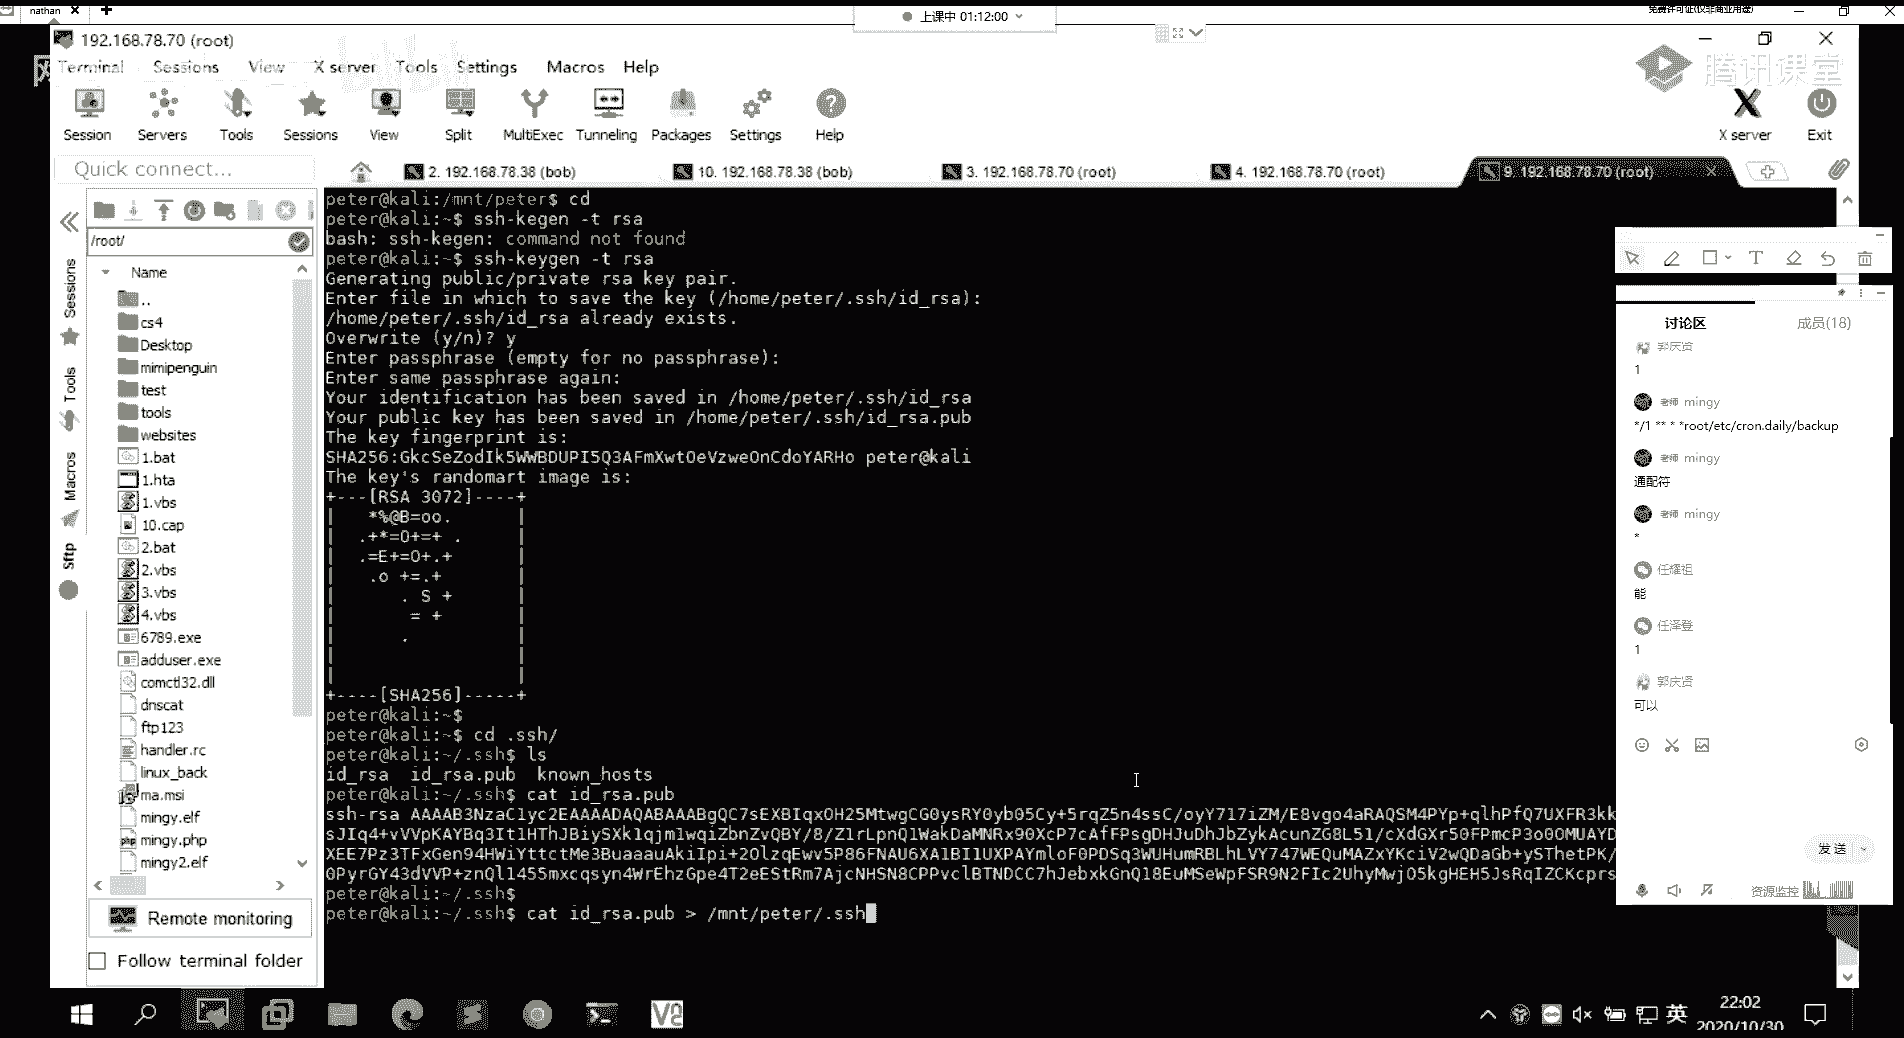 nathan
上课中 01:12:00
免费许可证(仅非商业用途)
192.168.78.70 (root)
腾讯课堂
Terminal Sessions View X server Tools Settings Macros Help
Session Servers Tools Sessions View Split MultiExec Tunneling Packages Settings Help
X server Exit
Quick connect...
2. 192.168.78.38 (bob)
10. 192.168.78.38 (bob)
3. 192.168.78.70 (root)
4. 192.168.78.70 (root)
9. 192.168.78.70 (root)
/root/
Name
..
cs4
Desktop
mimipenguin
test
tools
websites
1.bat
1.hta
1.vbs
10.cap
2.bat
2.vbs
3.vbs
4.vbs
6789.exe
adduser.exe
comctl32.dll
dnscat
ftp123
handler.rc
linux_back
ma.msi
mingy.elf
mingy.php
mingy2.elf
Sessions
Tools
Macros
Sftp
Remote monitoring
Follow terminal folder
peter@kali:/mnt/peter$ cd
peter@kali:~$ ssh-kegen -t rsa
bash: ssh-kegen: command not found
peter@kali:~$ ssh-keygen -t rsa
Generating public/private rsa key pair.
Enter file in which to save the key (/home/peter/.ssh/id_rsa):
/home/peter/.ssh/id_rsa already exists.
Overwrite (y/n)? y
Enter passphrase (empty for no passphrase):
Enter same passphrase again:
Your identification has been saved in /home/peter/.ssh/id_rsa
Your public key has been saved in /home/peter/.ssh/id_rsa.pub
The key fingerprint is:
SHA256:GkcSeZodIk5WWBDUPI5Q3AFmXwtOeVzweOnCdoYARHo peter@kali
The key's randomart image is:
+---[RSA 3072]----+
|   *%@B=oo.      |
|  .+*=O+=+ .     |
|  .=E+=O+.+      |
|   .o +=.+       |
|      . S +      |
|       = +       |
|      .          |
|                 |
|                 |
+----[SHA256]-----+
peter@kali:~$
peter@kali:~$ cd .ssh/
peter@kali:~/.ssh$ ls
id_rsa id_rsa.pub known_hosts
peter@kali:~/.ssh$ cat id_rsa.pub
ssh-rsa AAAAB3NzaC1yc2EAAAADAQABAAABgQC7sEXBIqxOH25MtwgCG0ysRY0yb05Cy+5rqZ5n4ssC/oyY717iZM/E8vgo4aRAQSM4PYp+qlhPfQ7UXFR3kk
sJIq4+vVVpKAYBq3It1HThJBiySXk1qjm1wqiZbnZvQBY/8/Z1rLpnQ1WakDaMNRx90XcP7cAfFPsgDHJuDhJbZykAcunZG8L51/cXdGXr50FPmcP3o0OMUAYD
XEE7Pz3TFxGen94HWiYttctMe3BuaaauAkiIpi+2OlzqEwv5P86FNAU6XA1BI1UXPAYmloF0PDSq3WUHumRBLhLVY747WEQuMAZxYKciV2wQDaGb+ySThetPK/
0PyrGY43dVVP+znQl1455mxcqsyn4WrEhzGpe4T2eEStRm7AjcNHSN8CPPvclBTNDCC7hJebxkGnQ18EuMSeWpFSR9N2FIc2UhyMwjO5kgHEH5JsRqIZCKcprs
peter@kali:~/.ssh$
peter@kali:~/.ssh$ cat id_rsa.pub > /mnt/peter/.ssh
讨论区 成员(18)
郭庆贤
1
老师 mingy
*/1 ** * *root/etc/cron.daily/backup
老师 mingy
通配符
老师 mingy
*
任耀祖
能
任泽登
1
郭庆贤
可以
发送
资源监控
英
22:02
2020/10/30